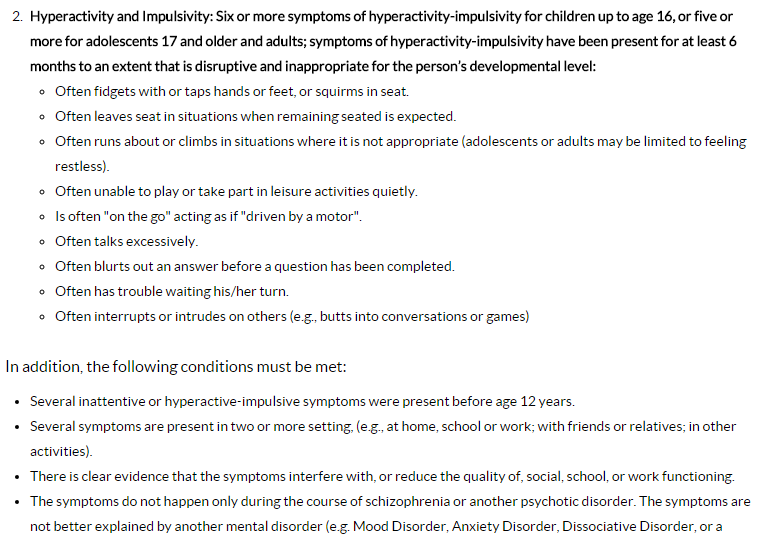 2. Hyperactivity and Impulsivity: Six or more symptoms of hyperactivity-impulsivity for children up to age 16, or five or
more for adolescents 17 and older and adults; symptoms of hyperactivity-impulsivity have been present for at least 6
months to an extent that is disruptive and inappropriate for the person's developmental level:
Often fidgets with or taps hands or feet, or squirms in seat.
Often leaves seat in situations when remaining seated is expected.
Often runs about or climbs in situations where it is not appropriate (adolescents or adults may be limited to feeling
restless).
Often unable to play or take part in leisure activities quietly.
Is often "on the go" acting as if "driven by a motor".
Often talks excessively.
Often blurts out an answer before a question has been completed.
Often has trouble waiting his/her turn.
Often interrupts or intrudes on others (e.g., butts into conversations or games)
In addition, the following conditions must be met:
Several inattentive or hyperactive-impulsive symptoms were present before age 12 years.
Several symptoms are present in two or more setting, (e.g., at home, school or work; with friends or relatives; in other
activities).
There is clear evidence that the symptoms interfere with, or reduce the quality of, social, school, or work functioning.
The symptoms do not happen only during the course of schizophrenia or another psychotic disorder. The symptoms are
not better explained by another mental disorder (e.g. Mood Disorder, Anxiety Disorder, Dissociative Disorder, or a